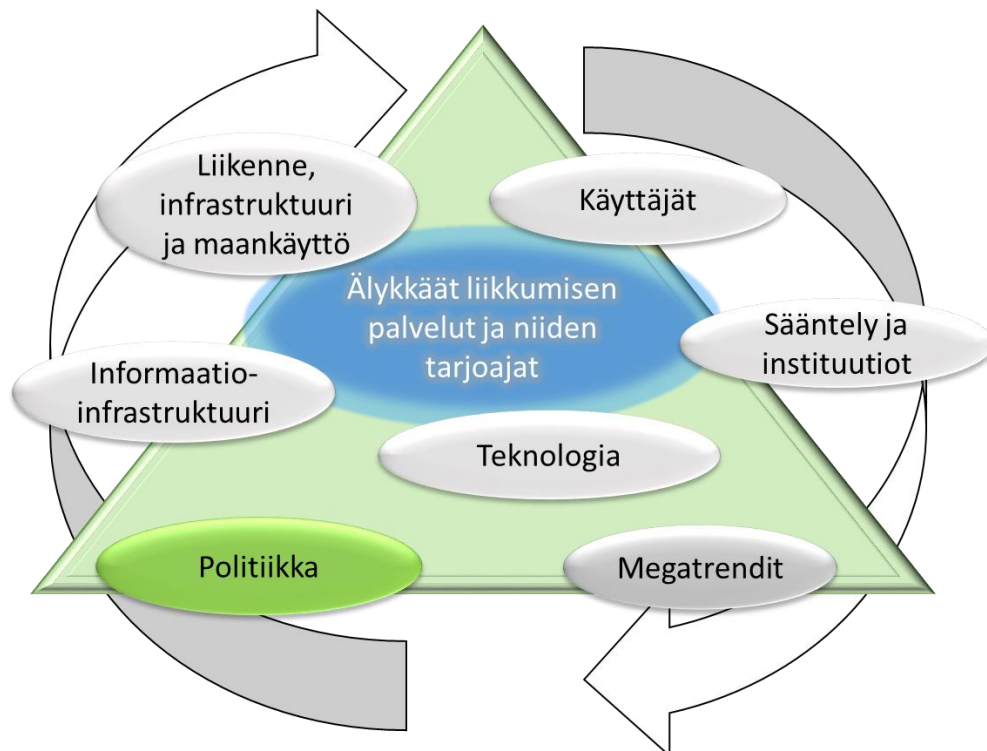 Liikenne,
infrastruktuuri
ja maankäyttö
Käyttäjät
Älykkäät liikkumisen
palvelut ja niiden
tarjoajat
Sääntely ja
instituutiot
Informaatio-
infrastruktuuri
Teknologia
Politiikka
Megatrendit